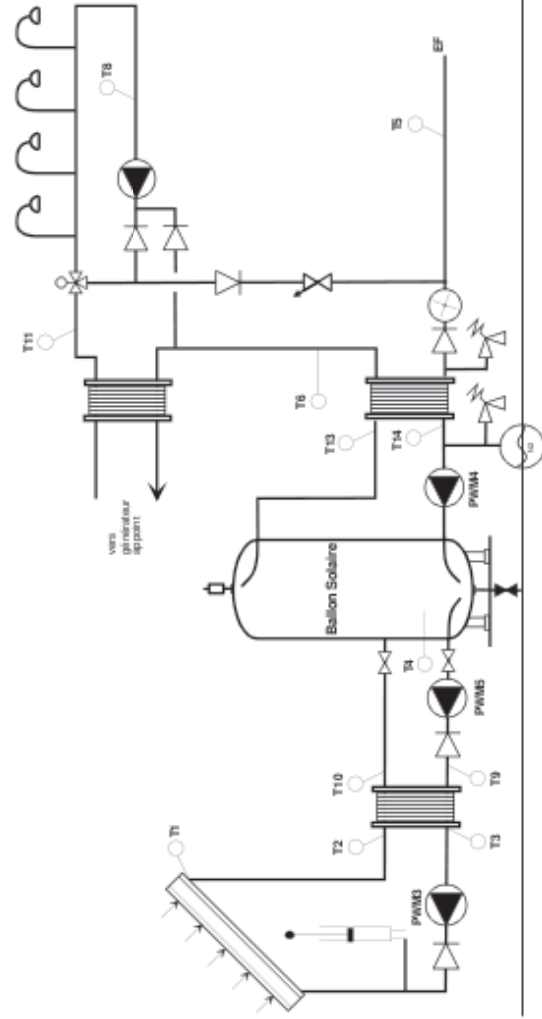 T8
EF
T5
T11
T6
T13
T14
vers
générateur
appoint
PWM4
Ballon Solaire
T4
PWM5
T10
T9
T2
T3
T1
PWM3